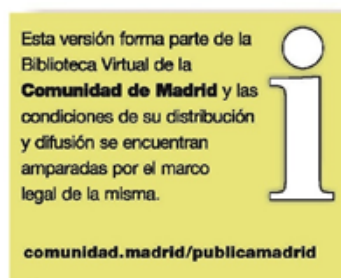 Esta versión forma parte de la
Biblioteca Virtual de la
Comunidad de Madrid y las
condiciones de su distribución
y difusión se encuentran
amparadas por el marco
legal de la misma.
i
comunidad.madrid/publicamadrid